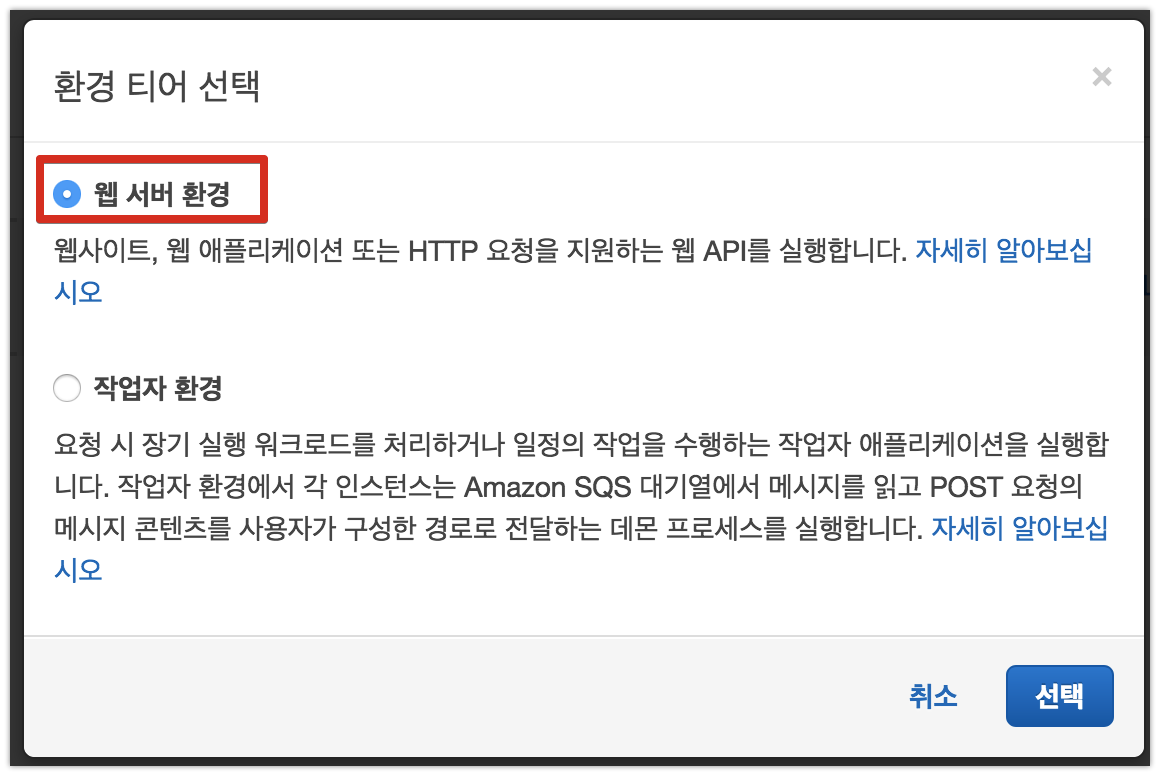 환경 티어 선택
×
웹 서버 환경
웹사이트, 웹 애플리케이션 또는 HTTP 요청을 지원하는 웹 API를 실행합니다. 자세히 알아보십
시오
작업자 환경
요청 시 장기 실행 워크로드를 처리하거나 일정의 작업을 수행하는 작업자 애플리케이션을 실행합
니다. 작업자 환경에서 각 인스턴스는 Amazon SQS 대기열에서 메시지를 읽고 POST 요청의
메시지 콘텐츠를 사용자가 구성한 경로로 전달하는 데몬 프로세스를 실행합니다. 자세히 알아보십
시오
취소 선택